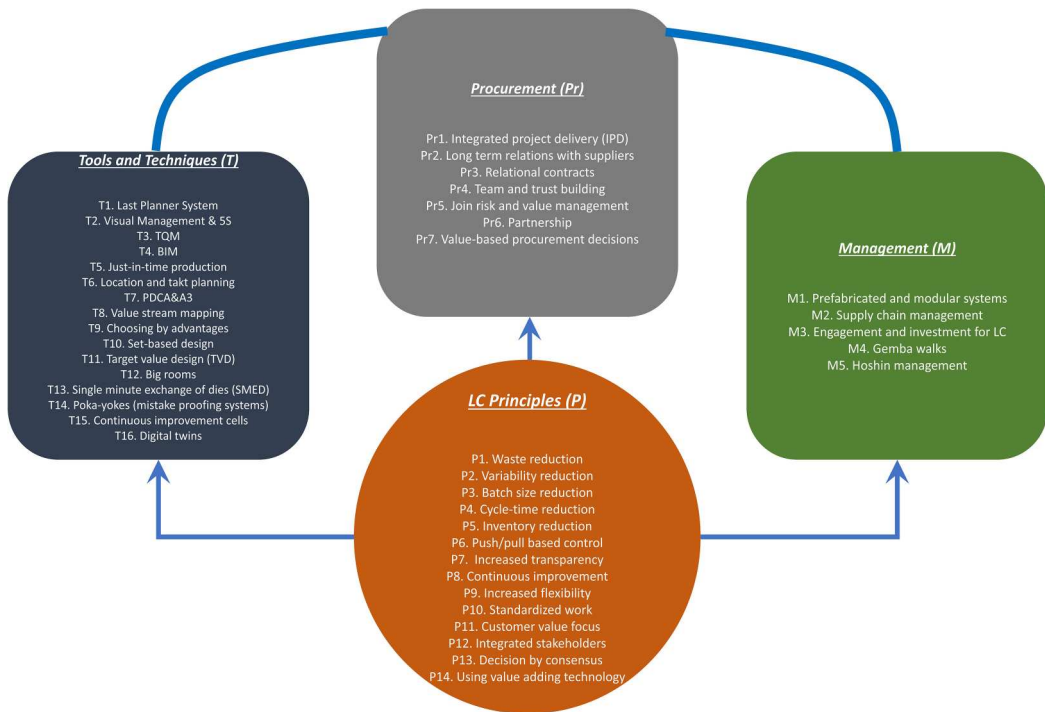 Procurement (Pr)
Pr1. Integrated project delivery (IPD)
Pr2. Long term relations with suppliers
Pr3. Relational contracts
Pr4. Team and trust building
Pr5. Join risk and value management
Pr6. Partnership
Pr7. Value-based procurement decisions
Tools and Techniques (T)
T1. Last Planner System
T2. Visual Management & 5S
T3. TQM
T4. BIM
T5. Just-in-time production
T6. Location and takt planning
T7. PDCA&A3
T8. Value stream mapping
T9. Choosing by advantages
T10. Set-based design
T11. Target value design (TVD)
T12. Big rooms
T13. Single minute exchange of dies (SMED)
T14. Poka-yokes (mistake proofing systems)
T15. Continuous improvement cells
T16. Digital twins
Management (M)
M1. Prefabricated and modular systems
M2. Supply chain management
M3. Engagement and investment for LC
M4. Gemba walks
M5. Hoshin management
LC Principles (P)
P1. Waste reduction
P2. Variability reduction
P3. Batch size reduction
P4. Cycle-time reduction
P5. Inventory reduction
P6. Push/pull based control
P7. Increased transparency
P8. Continuous improvement
P9. Increased flexibility
P10. Standardized work
P11. Customer value focus
P12. Integrated stakeholders
P13. Decision by consensus
P14. Using value adding technology